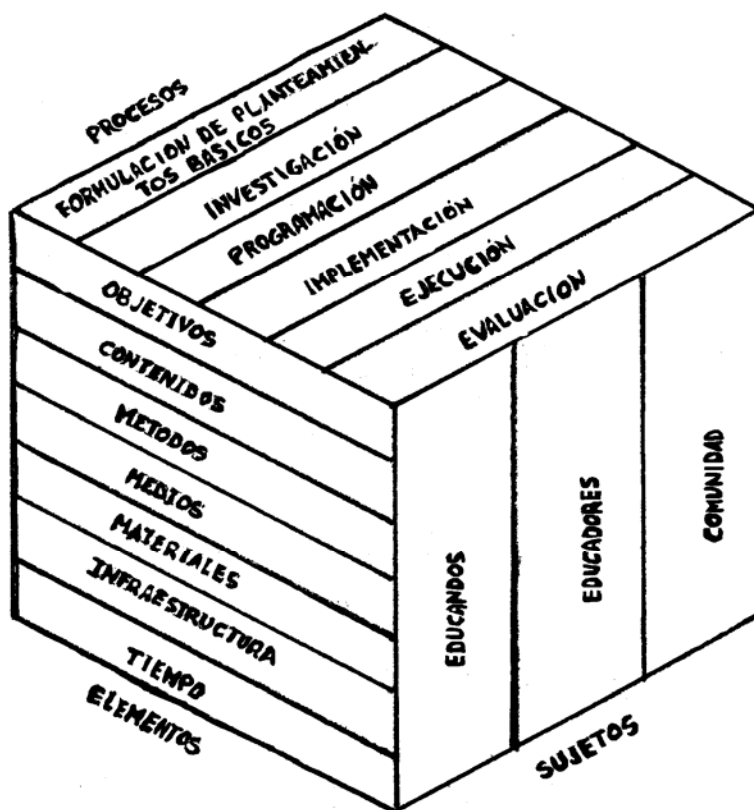 PROCESOS
FORMULACION DE PLANTEAMIEN-
TOS BASICOS
INVESTIGACIÓN
PROGRAMACIÓN
IMPLEMENTACIÓN
EJECUCIÓN
EVALUACION
OBJETIVOS
CONTENIDOS
METODOS
MEDIOS
MATERIALES
INFRAESTRUCTURA
TIEMPO
ELEMENTOS
EDUCANDOS
EDUCADORES
COMUNIDAD
SUJETOS